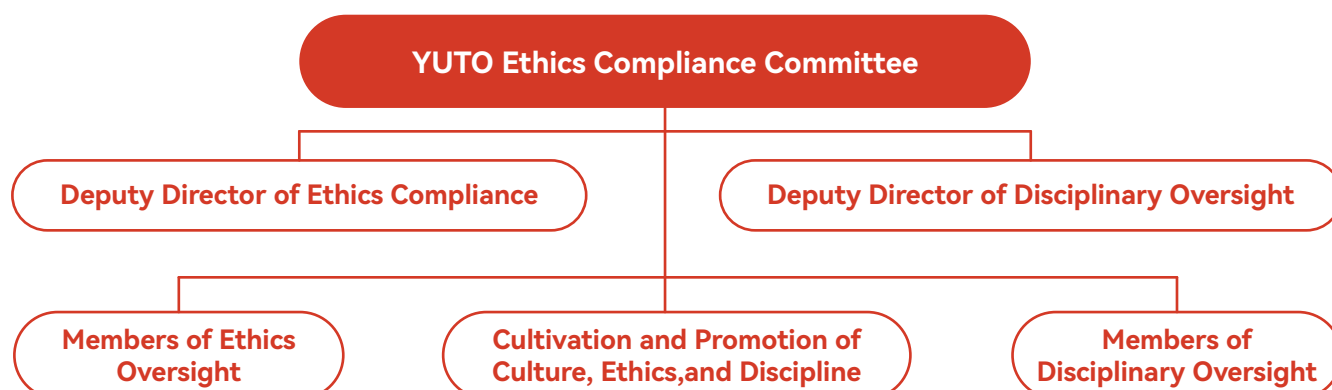 YUTO Ethics Compliance Committee
Deputy Director of Ethics Compliance
Deputy Director of Disciplinary Oversight
Members of Ethics
Oversight
Cultivation and Promotion of
Culture, Ethics,and Discipline
Members of
Disciplinary Oversight